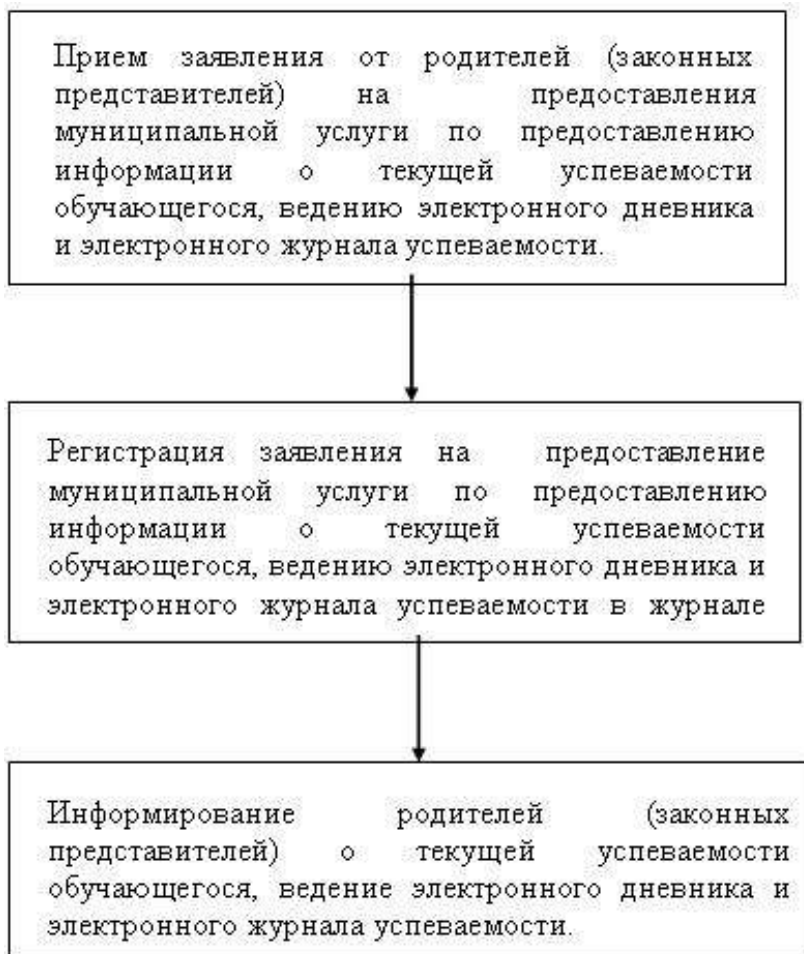 Прием заявления от родителей (законных
представителей) на предоставления
муниципальной услуги по предоставлению
информации о текущей успеваемости
обучающегося, ведению электронного дневника
и электронного журнала успеваемости.
Регистрация заявления на предоставление
муниципальной услуги по предоставлению
информации о текущей успеваемости
обучающегося, ведению электронного дневника и
электронного журнала успеваемости в журнале
Информирование родителей (законных
представителей) о текущей успеваемости
обучающегося, ведение электронного дневника и
электронного журнала успеваемости.